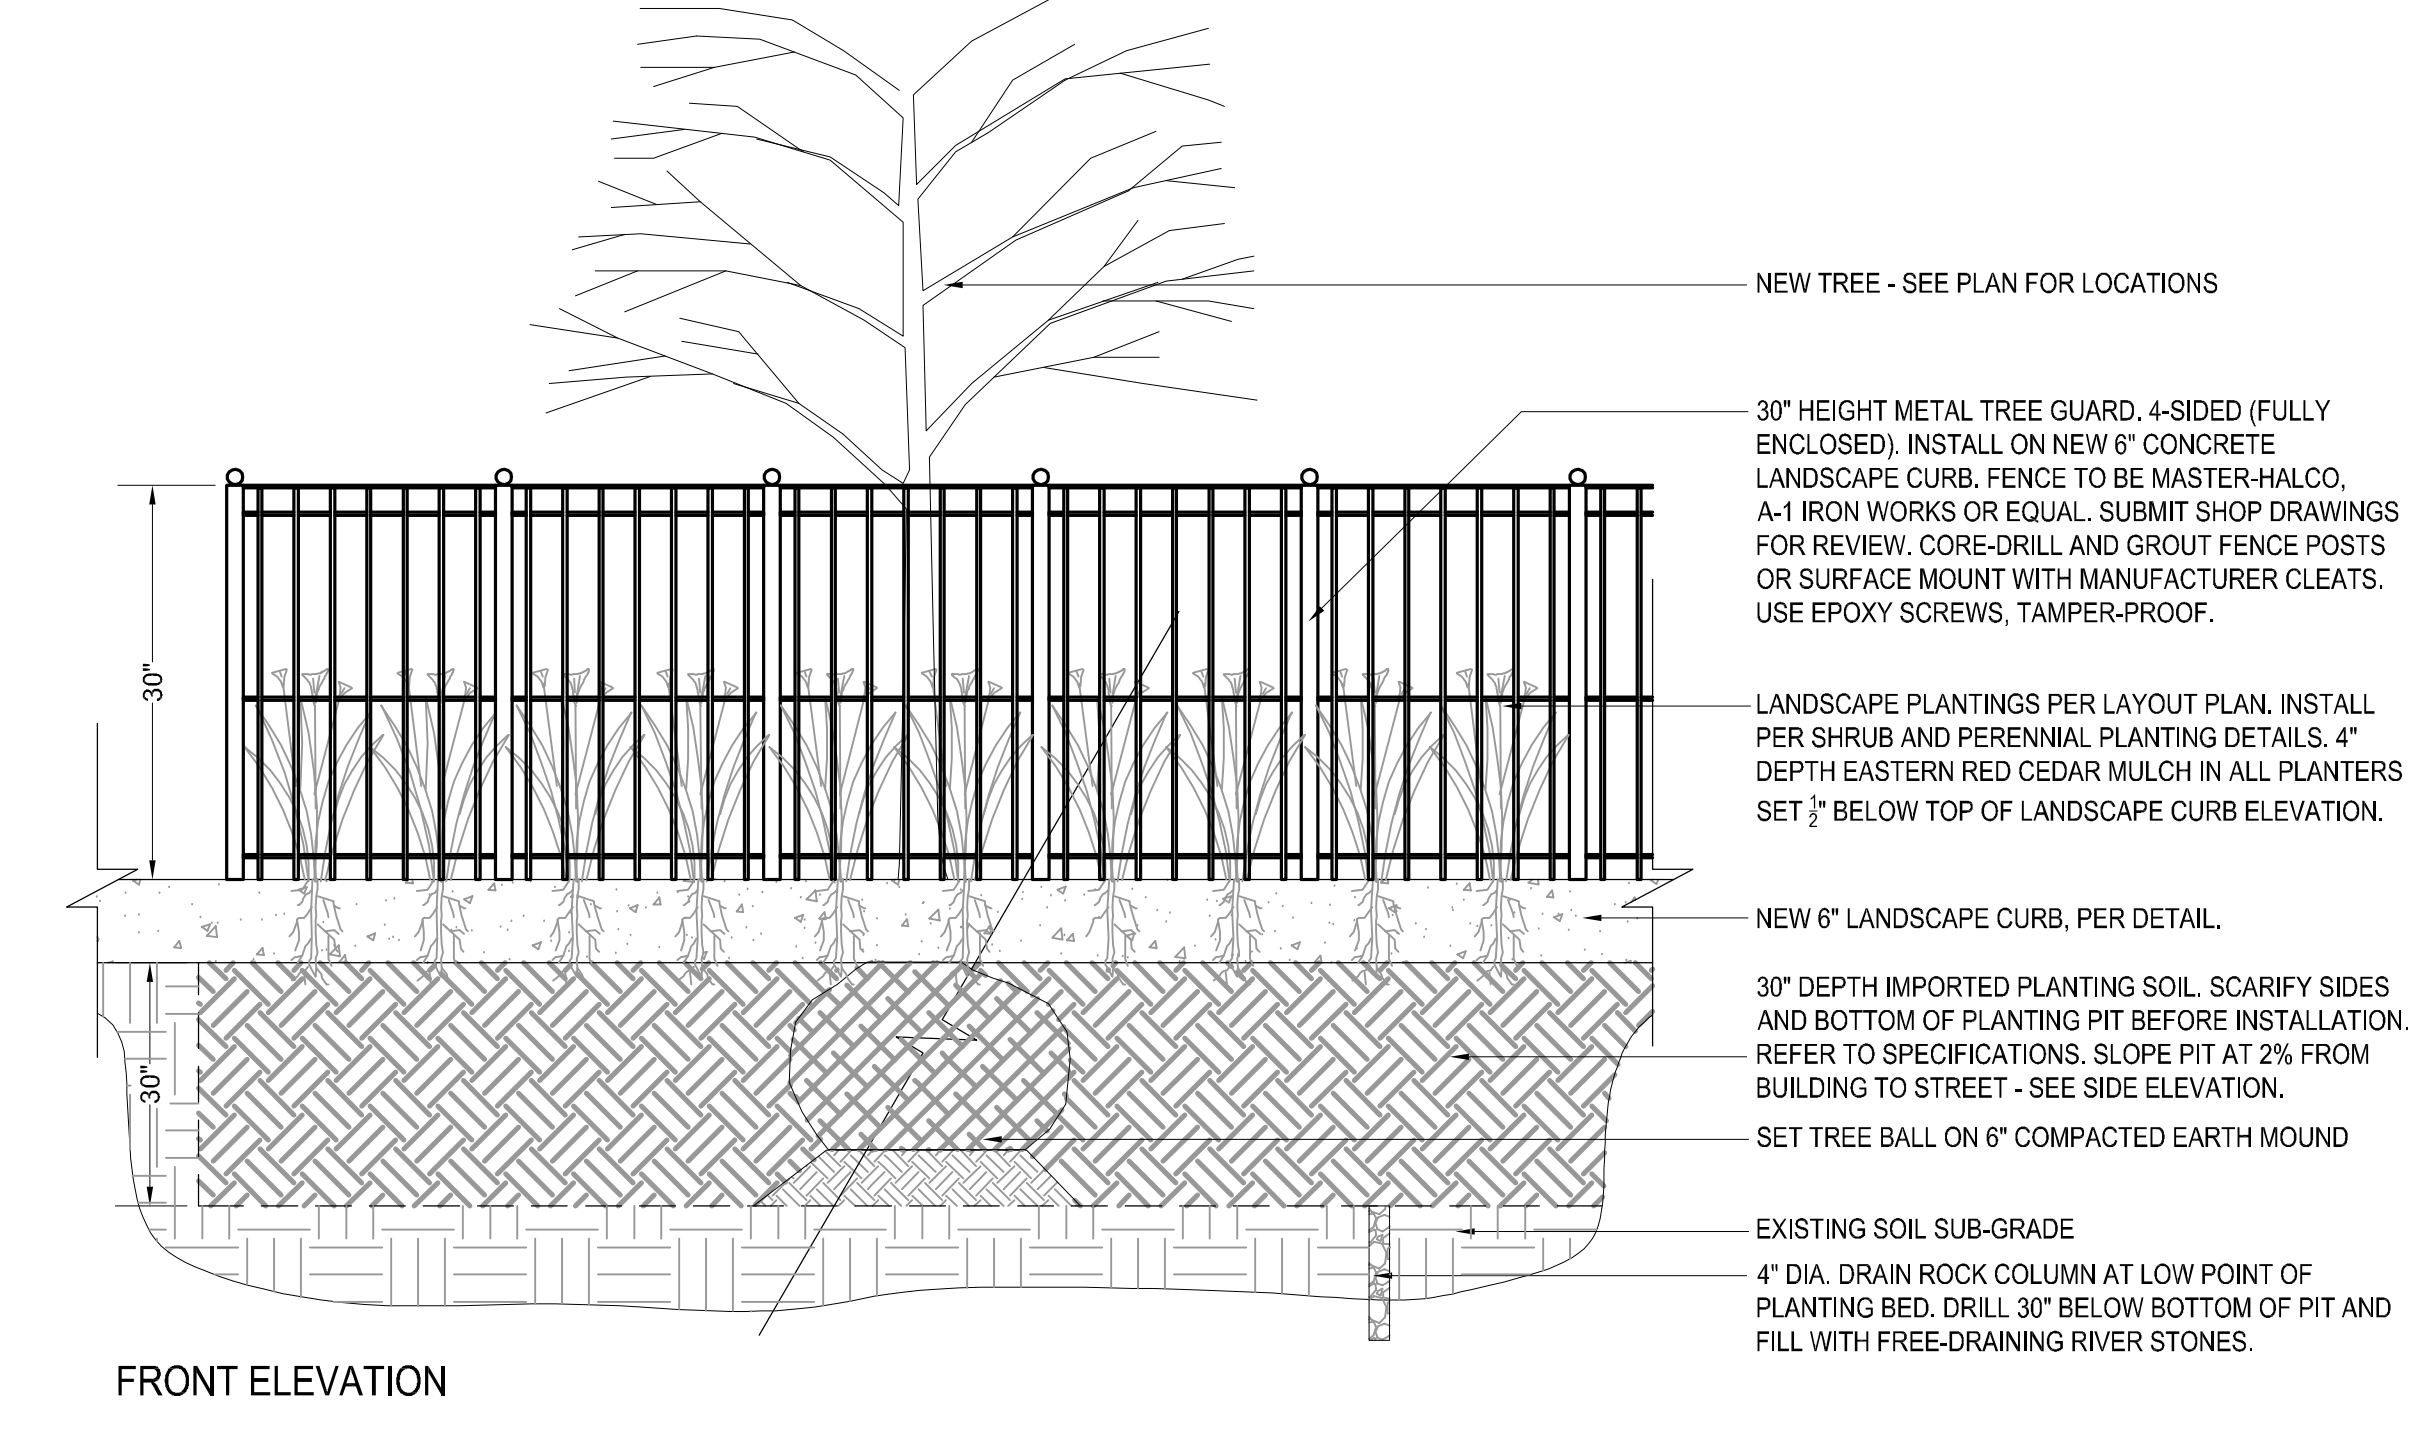 NEW TREE - SEE PLAN FOR LOCATIONS
30" HEIGHT METAL TREE GUARD. 4-SIDED (FULLY
ENCLOSED). INSTALL ON NEW 6" CONCRETE
LANDSCAPE CURB. FENCE TO BE MASTER-HALCO,
A-1 IRON WORKS OR EQUAL. SUBMIT SHOP DRAWINGS
FOR REVIEW. CORE-DRILL AND GROUT FENCE POSTS
OR SURFACE MOUNT WITH MANUFACTURER CLEATS.
USE EPOXY SCREWS, TAMPER-PROOF.
30"
LANDSCAPE PLANTINGS PER LAYOUT PLAN. INSTALL
PER SHRUB AND PERENNIAL PLANTING DETAILS. 4"
DEPTH EASTERN RED CEDAR MULCH IN ALL PLANTERS
SET 1/2" BELOW TOP OF LANDSCAPE CURB ELEVATION.
NEW 6" LANDSCAPE CURB, PER DETAIL.
30" DEPTH IMPORTED PLANTING SOIL. SCARIFY SIDES
AND BOTTOM OF PLANTING PIT BEFORE INSTALLATION.
REFER TO SPECIFICATIONS. SLOPE PIT AT 2% FROM
BUILDING TO STREET - SEE SIDE ELEVATION.
30"
SET TREE BALL ON 6" COMPACTED EARTH MOUND
EXISTING SOIL SUB-GRADE
4" DIA. DRAIN ROCK COLUMN AT LOW POINT OF
PLANTING BED. DRILL 30" BELOW BOTTOM OF PIT AND
FILL WITH FREE-DRAINING RIVER STONES.
FRONT ELEVATION